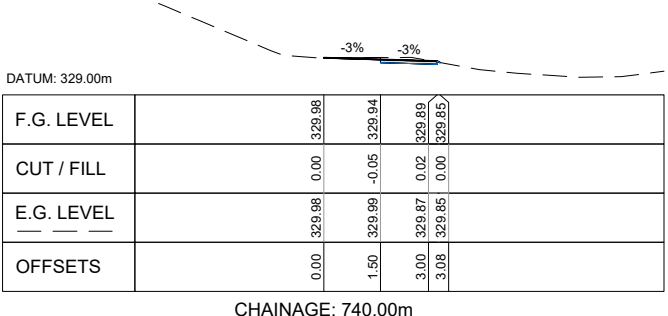 -3% -3%
DATUM: 329.00m
F.G. LEVEL 329.98 329.94 329.89 329.85
CUT / FILL 0.00 -0.05 0.02 0.00
E.G. LEVEL 329.98 329.99 329.87 329.85
OFFSETS 0.00 1.50 3.00 3.08
CHAINAGE: 740.00m